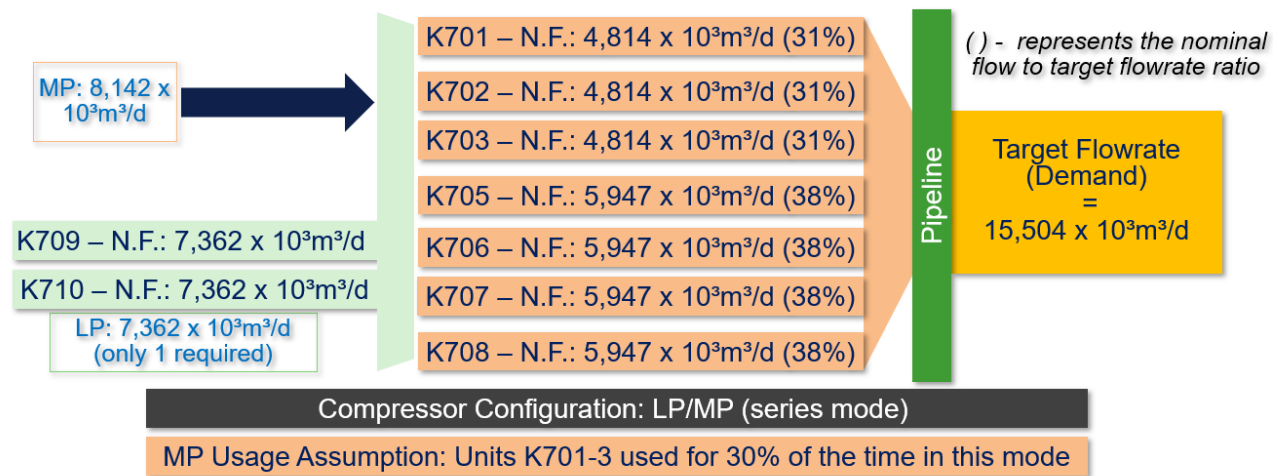 MP: 8,142 x
10³m³/d
K709 – N.F.: 7,362 x 10³m³/d
K710 – N.F.: 7,362 x 10³m³/d
LP: 7,362 x 10³m³/d
(only 1 required)
K701 – N.F.: 4,814 x 10³m³/d (31%)
K702 – N.F.: 4,814 x 10³m³/d (31%)
K703 – N.F.: 4,814 x 10³m³/d (31%)
K705 – N.F.: 5,947 x 10³m³/d (38%)
K706 – N.F.: 5,947 x 10³m³/d (38%)
K707 – N.F.: 5,947 x 10³m³/d (38%)
K708 – N.F.: 5,947 x 10³m³/d (38%)
Pipeline
( ) - represents the nominal
flow to target flowrate ratio
Target Flowrate
(Demand)
=
15,504 x 10³m³/d
Compressor Configuration: LP/MP (series mode)
MP Usage Assumption: Units K701-3 used for 30% of the time in this mode